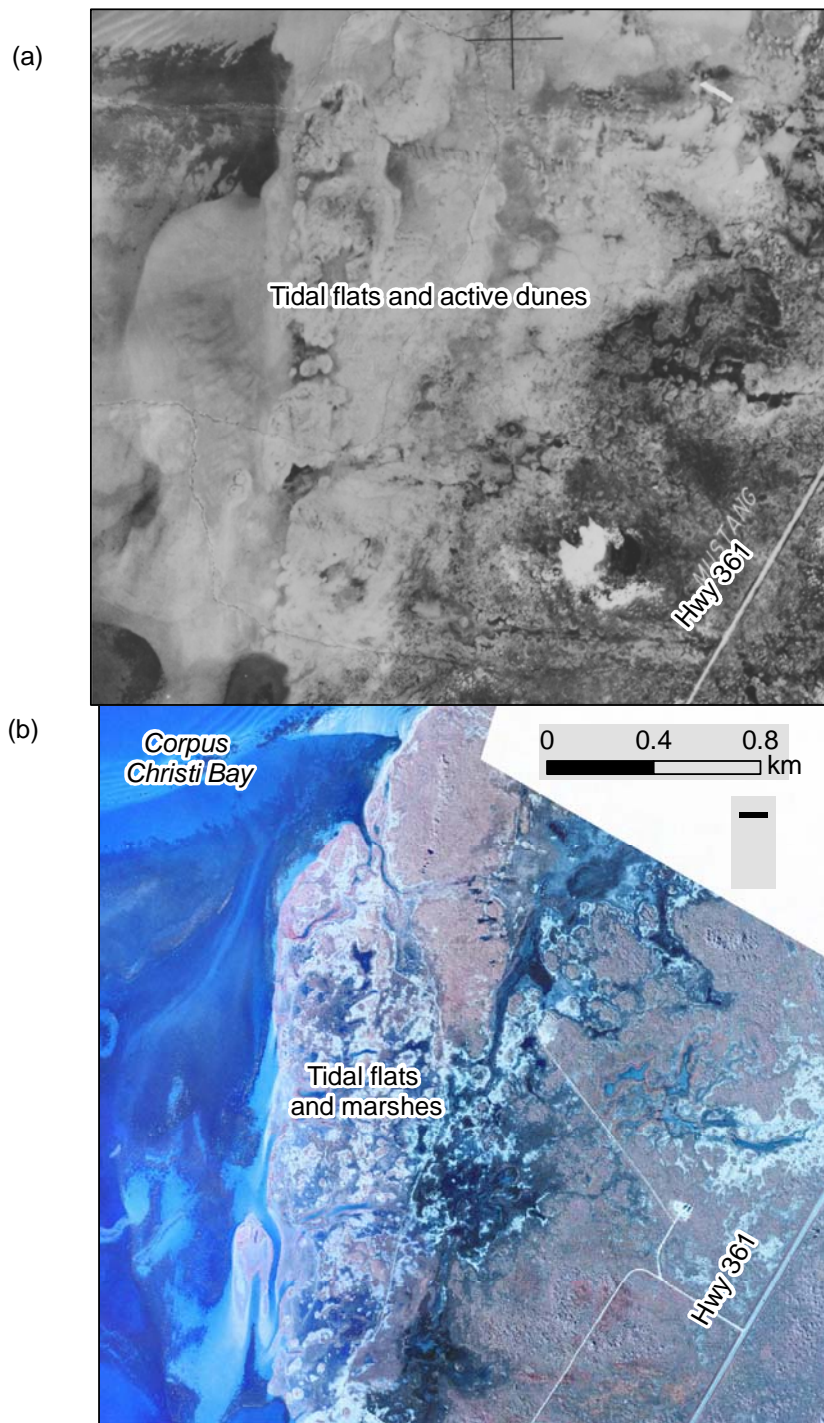 (a)
Tidal flats and active dunes
MUSTANG
Hwy 361
(b)
Corpus
Christi Bay
0 0.4 0.8
km
Tidal flats
and marshes
Hwy 361